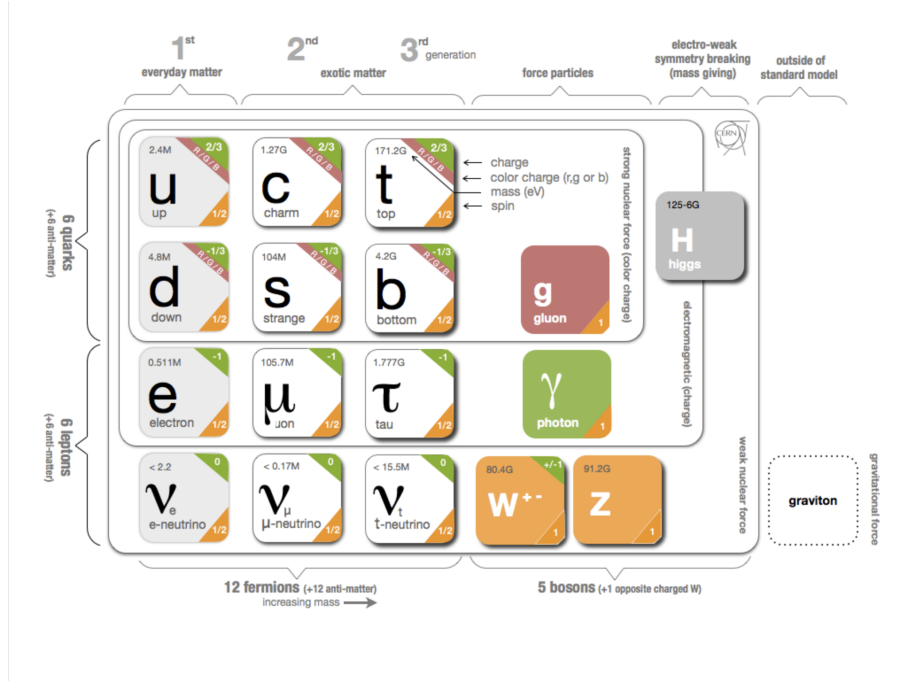 1st
2nd
3rd generation
everyday matter
exotic matter
force particles
electro-weak
symmetry breaking
(mass giving)
outside of
standard model
CERN
6 quarks
(+6 anti-matter)
2.4M
2/3
R/G/B
u
up
1/2
1.27G
2/3
R/G/B
c
charm
1/2
171.2G
2/3
R/G/B
t
top
1/2
charge
color charge (r,g or b)
mass (eV)
spin
strong nuclear force (color charge)
125-6G
H
higgs
4.8M
-1/3
R/G/B
d
down
1/2
104M
-1/3
R/G/B
s
strange
1/2
4.2G
-1/3
R/G/B
b
bottom
1/2
g
gluon
1
electromagnetic (charge)
6 leptons
(+6 anti-matter)
0.511M
-1
e
electron
1/2
105.7M
-1
μ
uon
1/2
1.777G
-1
τ
tau
1/2
γ
photon
1
weak nuclear force
< 2.2
0
νe
e-neutrino
1/2
< 0.17M
0
νμ
μ-neutrino
1/2
< 15.5M
0
νt
t-neutrino
1/2
80.4G
+/-1
W+-
1
91.2G
Z
1
graviton
gravitational force
12 fermions (+12 anti-matter)
increasing mass
5 bosons (+1 opposite charged W)